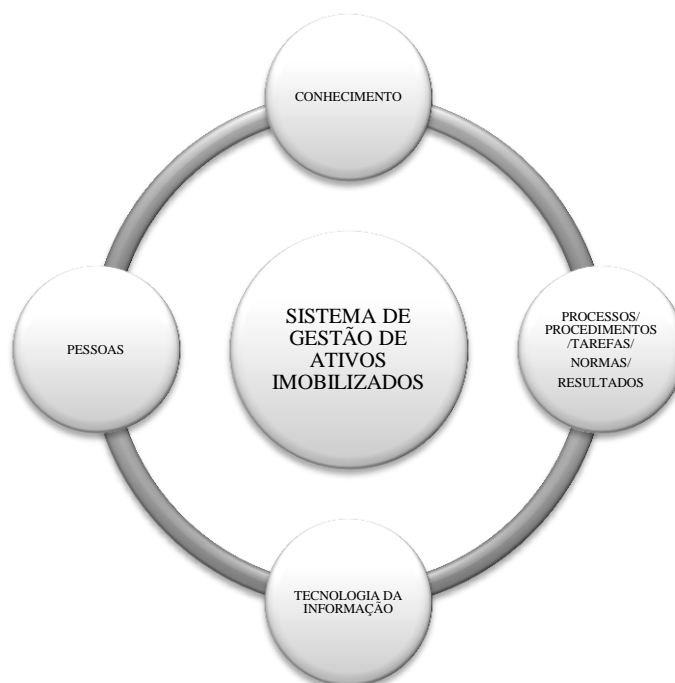 CONHECIMENTO
SISTEMA DE
GESTÃO DE
ATIVOS
IMOBILIZADOS
PROCESSOS/
PROCEDIMENTOS
/TAREFAS/
NORMAS/
RESULTADOS
PESSOAS
TECNOLOGIA DA
INFORMAÇÃO